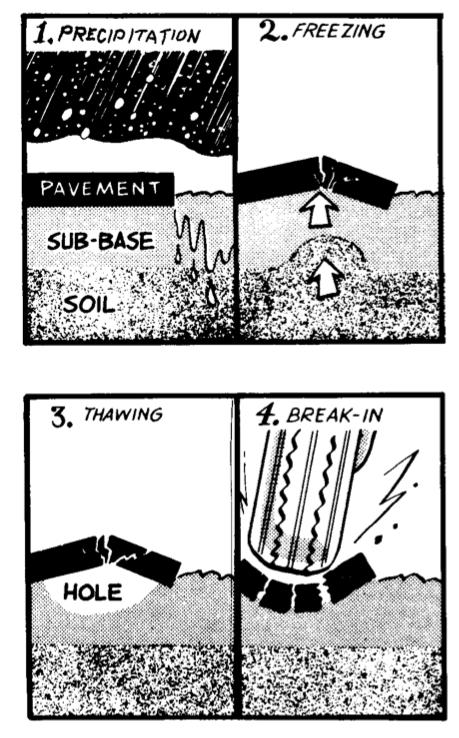 1. PRECIPITATION
PAVEMENT
SUB-BASE
SOIL
2. FREEZING
3. THAWING
HOLE
4. BREAK-IN